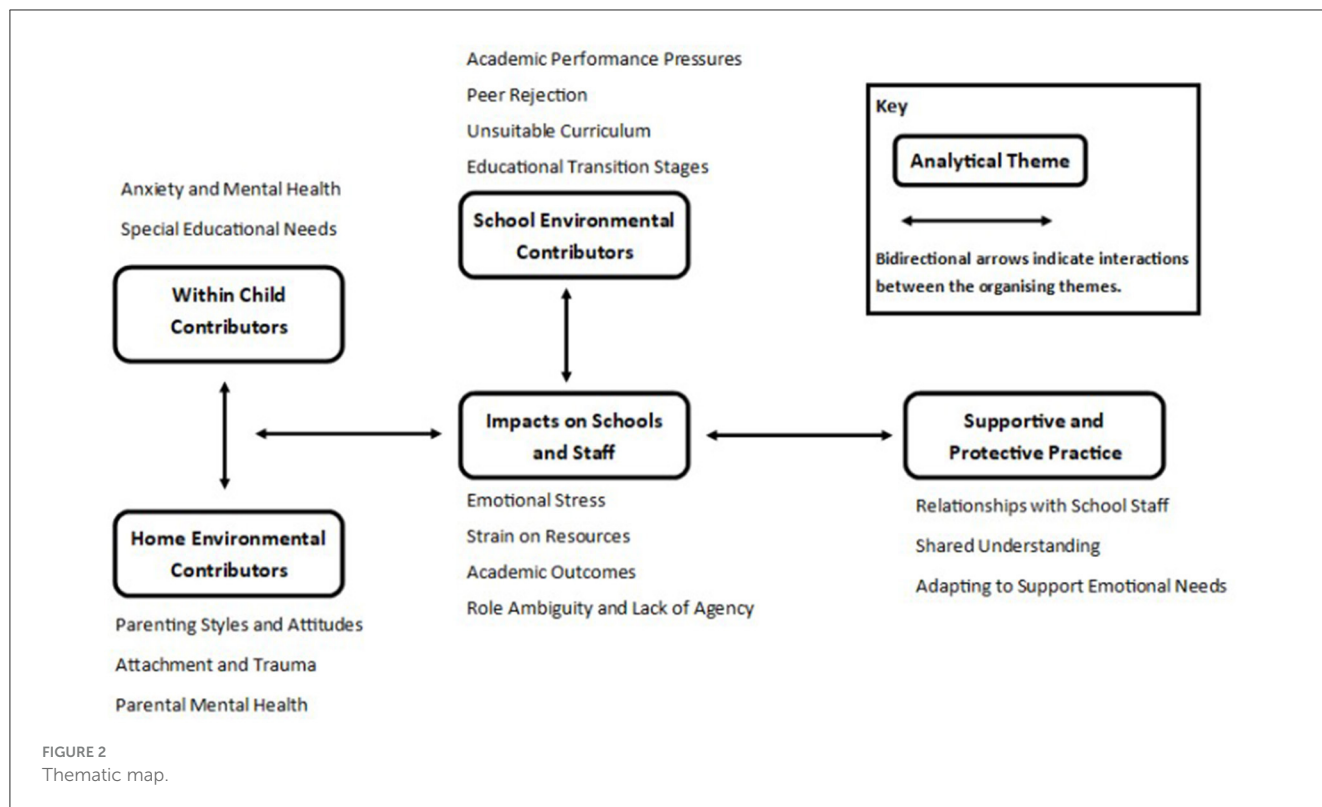 Academic Performance Pressures
Peer Rejection
Unsuitable Curriculum
Educational Transition Stages
School Environmental
Contributors
Key
Analytical Theme
Bidirectional arrows indicate interactions
between the organising themes.
Anxiety and Mental Health
Special Educational Needs
Within Child
Contributors
Impacts on Schools
and Staff
Emotional Stress
Strain on Resources
Academic Outcomes
Role Ambiguity and Lack of Agency
Supportive and
Protective Practice
Relationships with School Staff
Shared Understanding
Adapting to Support Emotional Needs
Home Environmental
Contributors
Parenting Styles and Attitudes
Attachment and Trauma
Parental Mental Health
FIGURE 2
Thematic map.